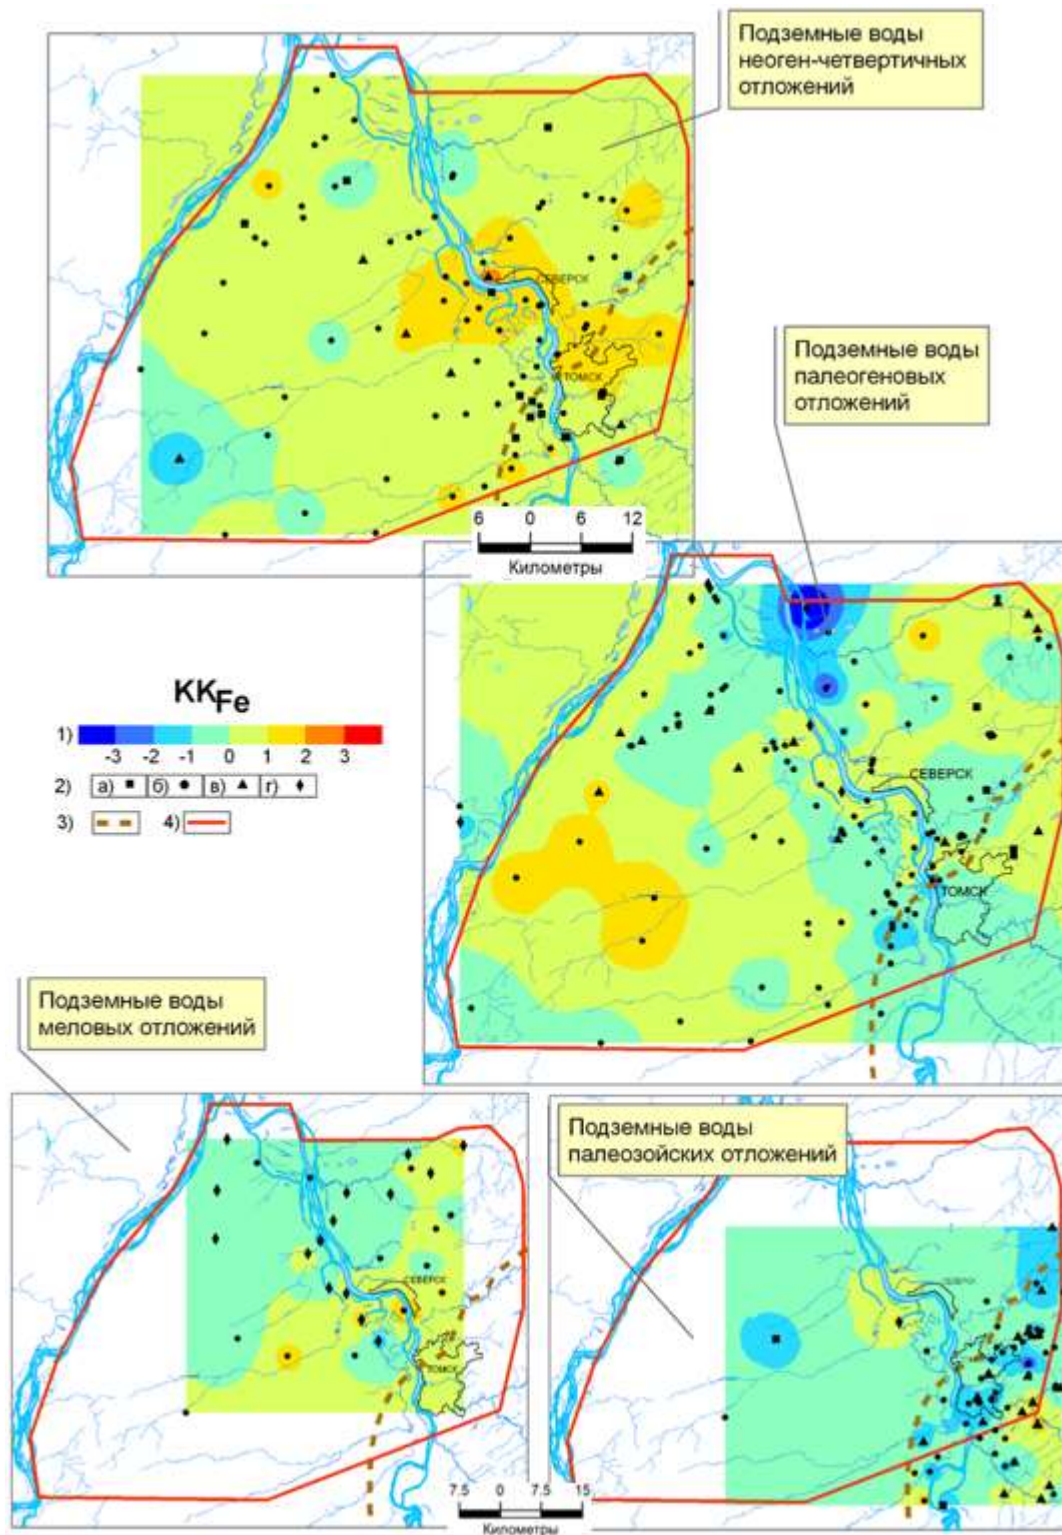 Подземные воды
неоген-четвертичных
отложений
СЕВЕРСК
ТОМСК
6 0 6 12
Километры
Подземные воды
палеогеновых
отложений
СЕВЕРСК
ТОМСК
KKFe
1)
-3 -2 -1 0 1 2 3
2) а) б) в) г)
3) 4)
Подземные воды
меловых отложений
СЕВЕРСК
ТОМСК
7.5 0 7.5 15
Километры
Подземные воды
палеозойских отложений